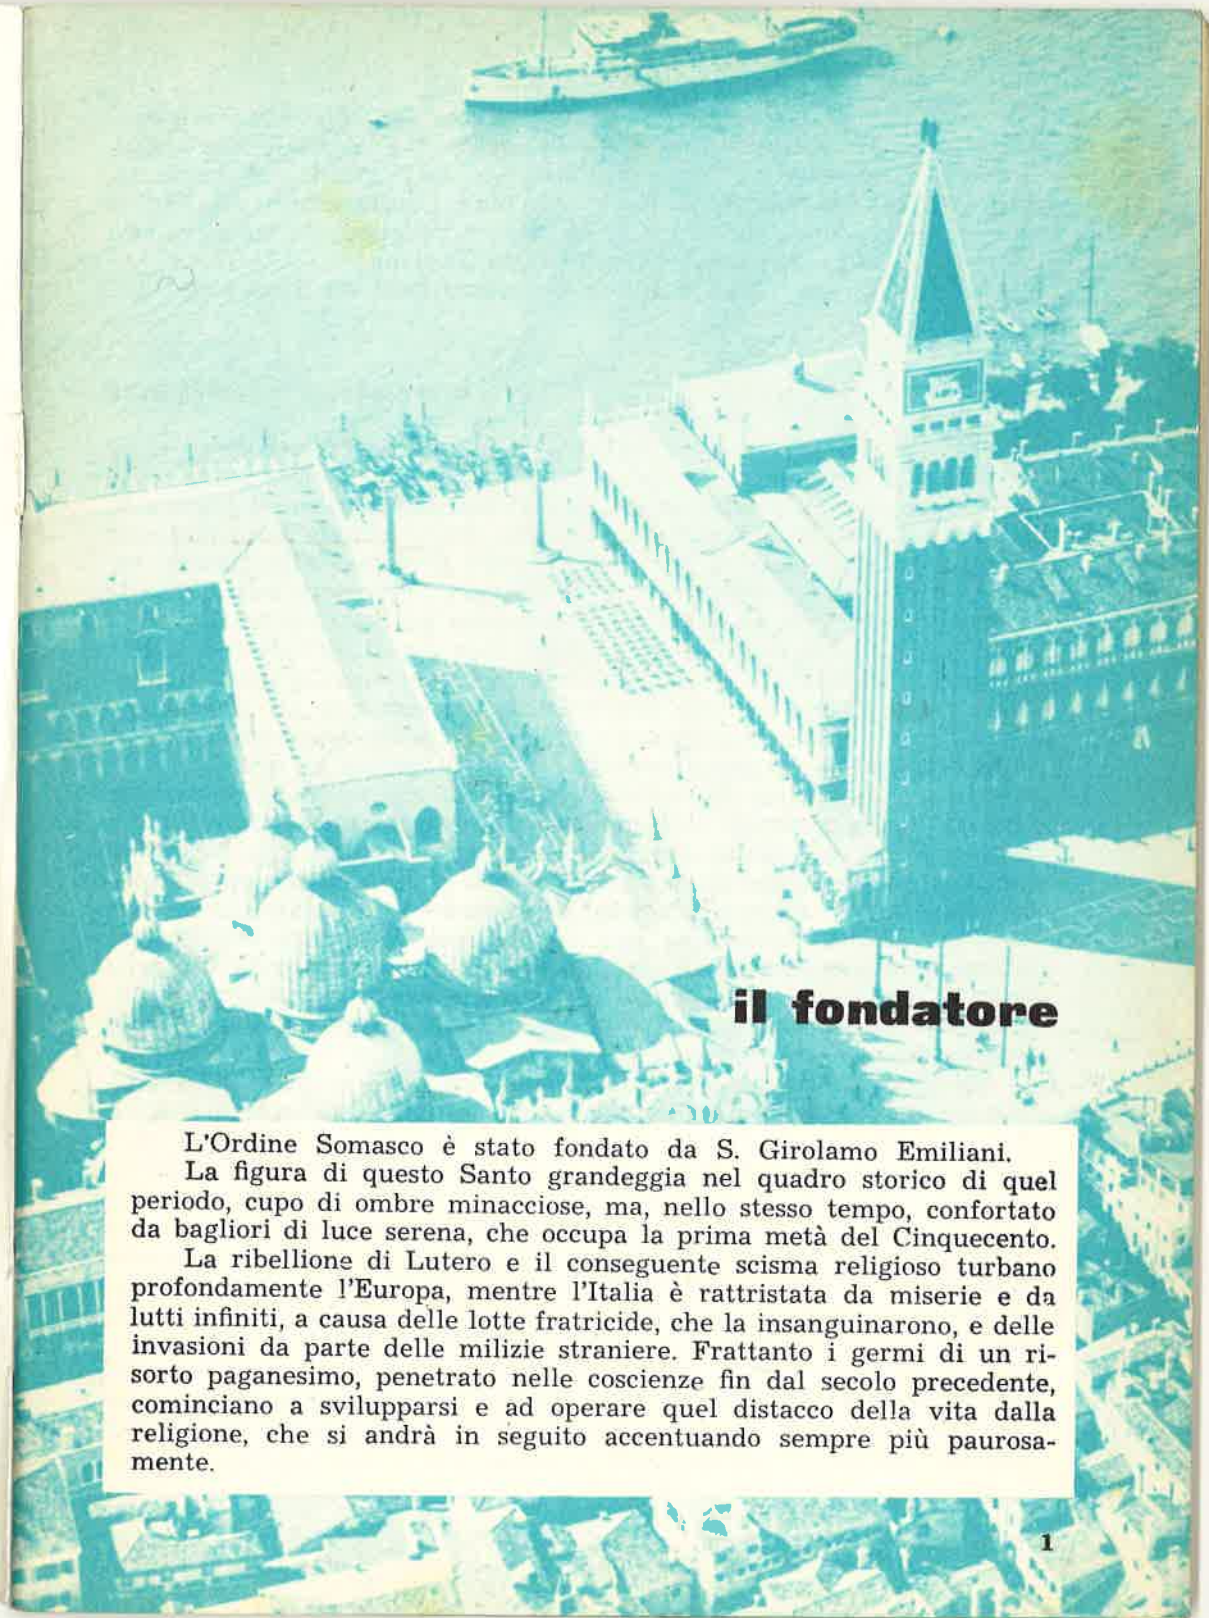 il fondatore
L'Ordine Somasco è stato fondato da S. Girolamo Emiliani.
La figura di questo Santo grandeggia nel quadro storico di quel
periodo, cupo di ombre minacciose, ma, nello stesso tempo, confortato
da bagliori di luce serena, che occupa la prima metà del Cinquecento.
La ribellione di Lutero e il conseguente scisma religioso turbano
profondamente l'Europa, mentre l'Italia è rattristata da miserie e da
lutti infiniti, a causa delle lotte fratricide, che la insanguinarono, e delle
invasioni da parte delle milizie straniere. Frattanto i germi di un ri-
sorto paganesimo, penetrato nelle coscienze fin dal secolo precedente,
cominciano a svilupparsi e ad operare quel distacco della vita dalla
religione, che si andrà in seguito accentuando sempre più paurosa-
mente.
1